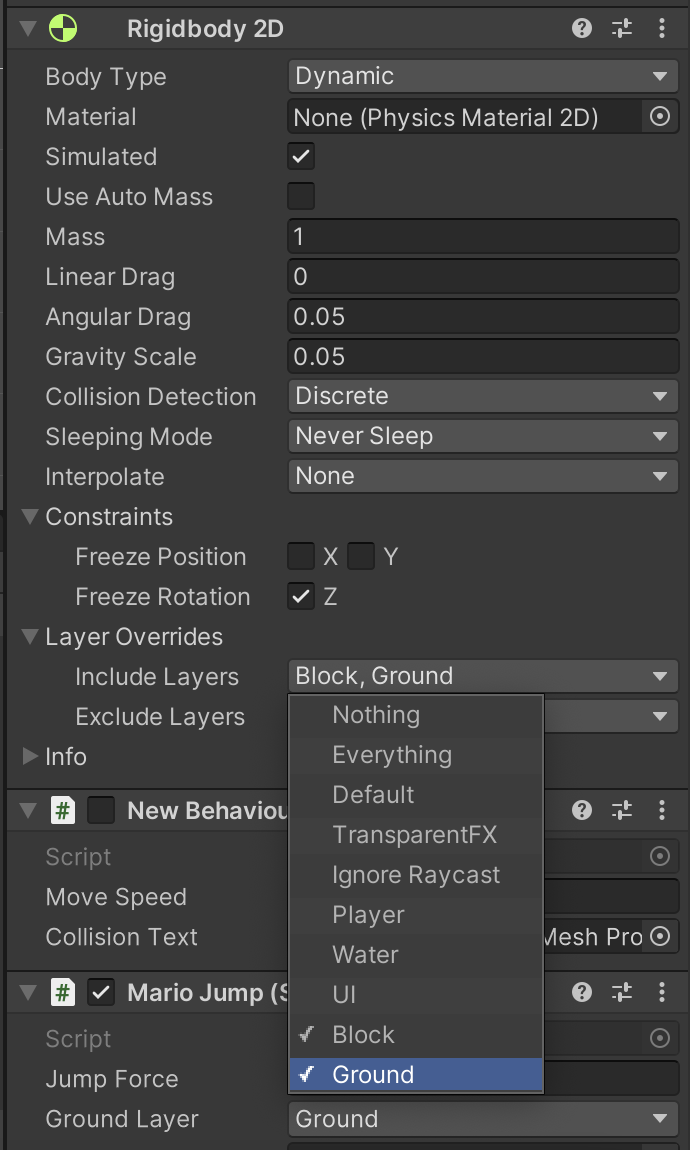 Rigidbody 2D
Body Type Dynamic
Material None (Physics Material 2D)
Simulated
Use Auto Mass
Mass 1
Linear Drag 0
Angular Drag 0.05
Gravity Scale 0.05
Collision Detection Discrete
Sleeping Mode Never Sleep
Interpolate None
Constraints
Freeze Position X Y
Freeze Rotation Z
Layer Overrides
Include Layers Block, Ground
Exclude Layers
Nothing
Everything
Default
TransparentFX
Ignore Raycast
Player
Water
UI
Block
Ground
Info
# New Behaviou
Script
Move Speed
Collision Text Mesh Pro
# Mario Jump (S
Script
Jump Force
Ground Layer Ground